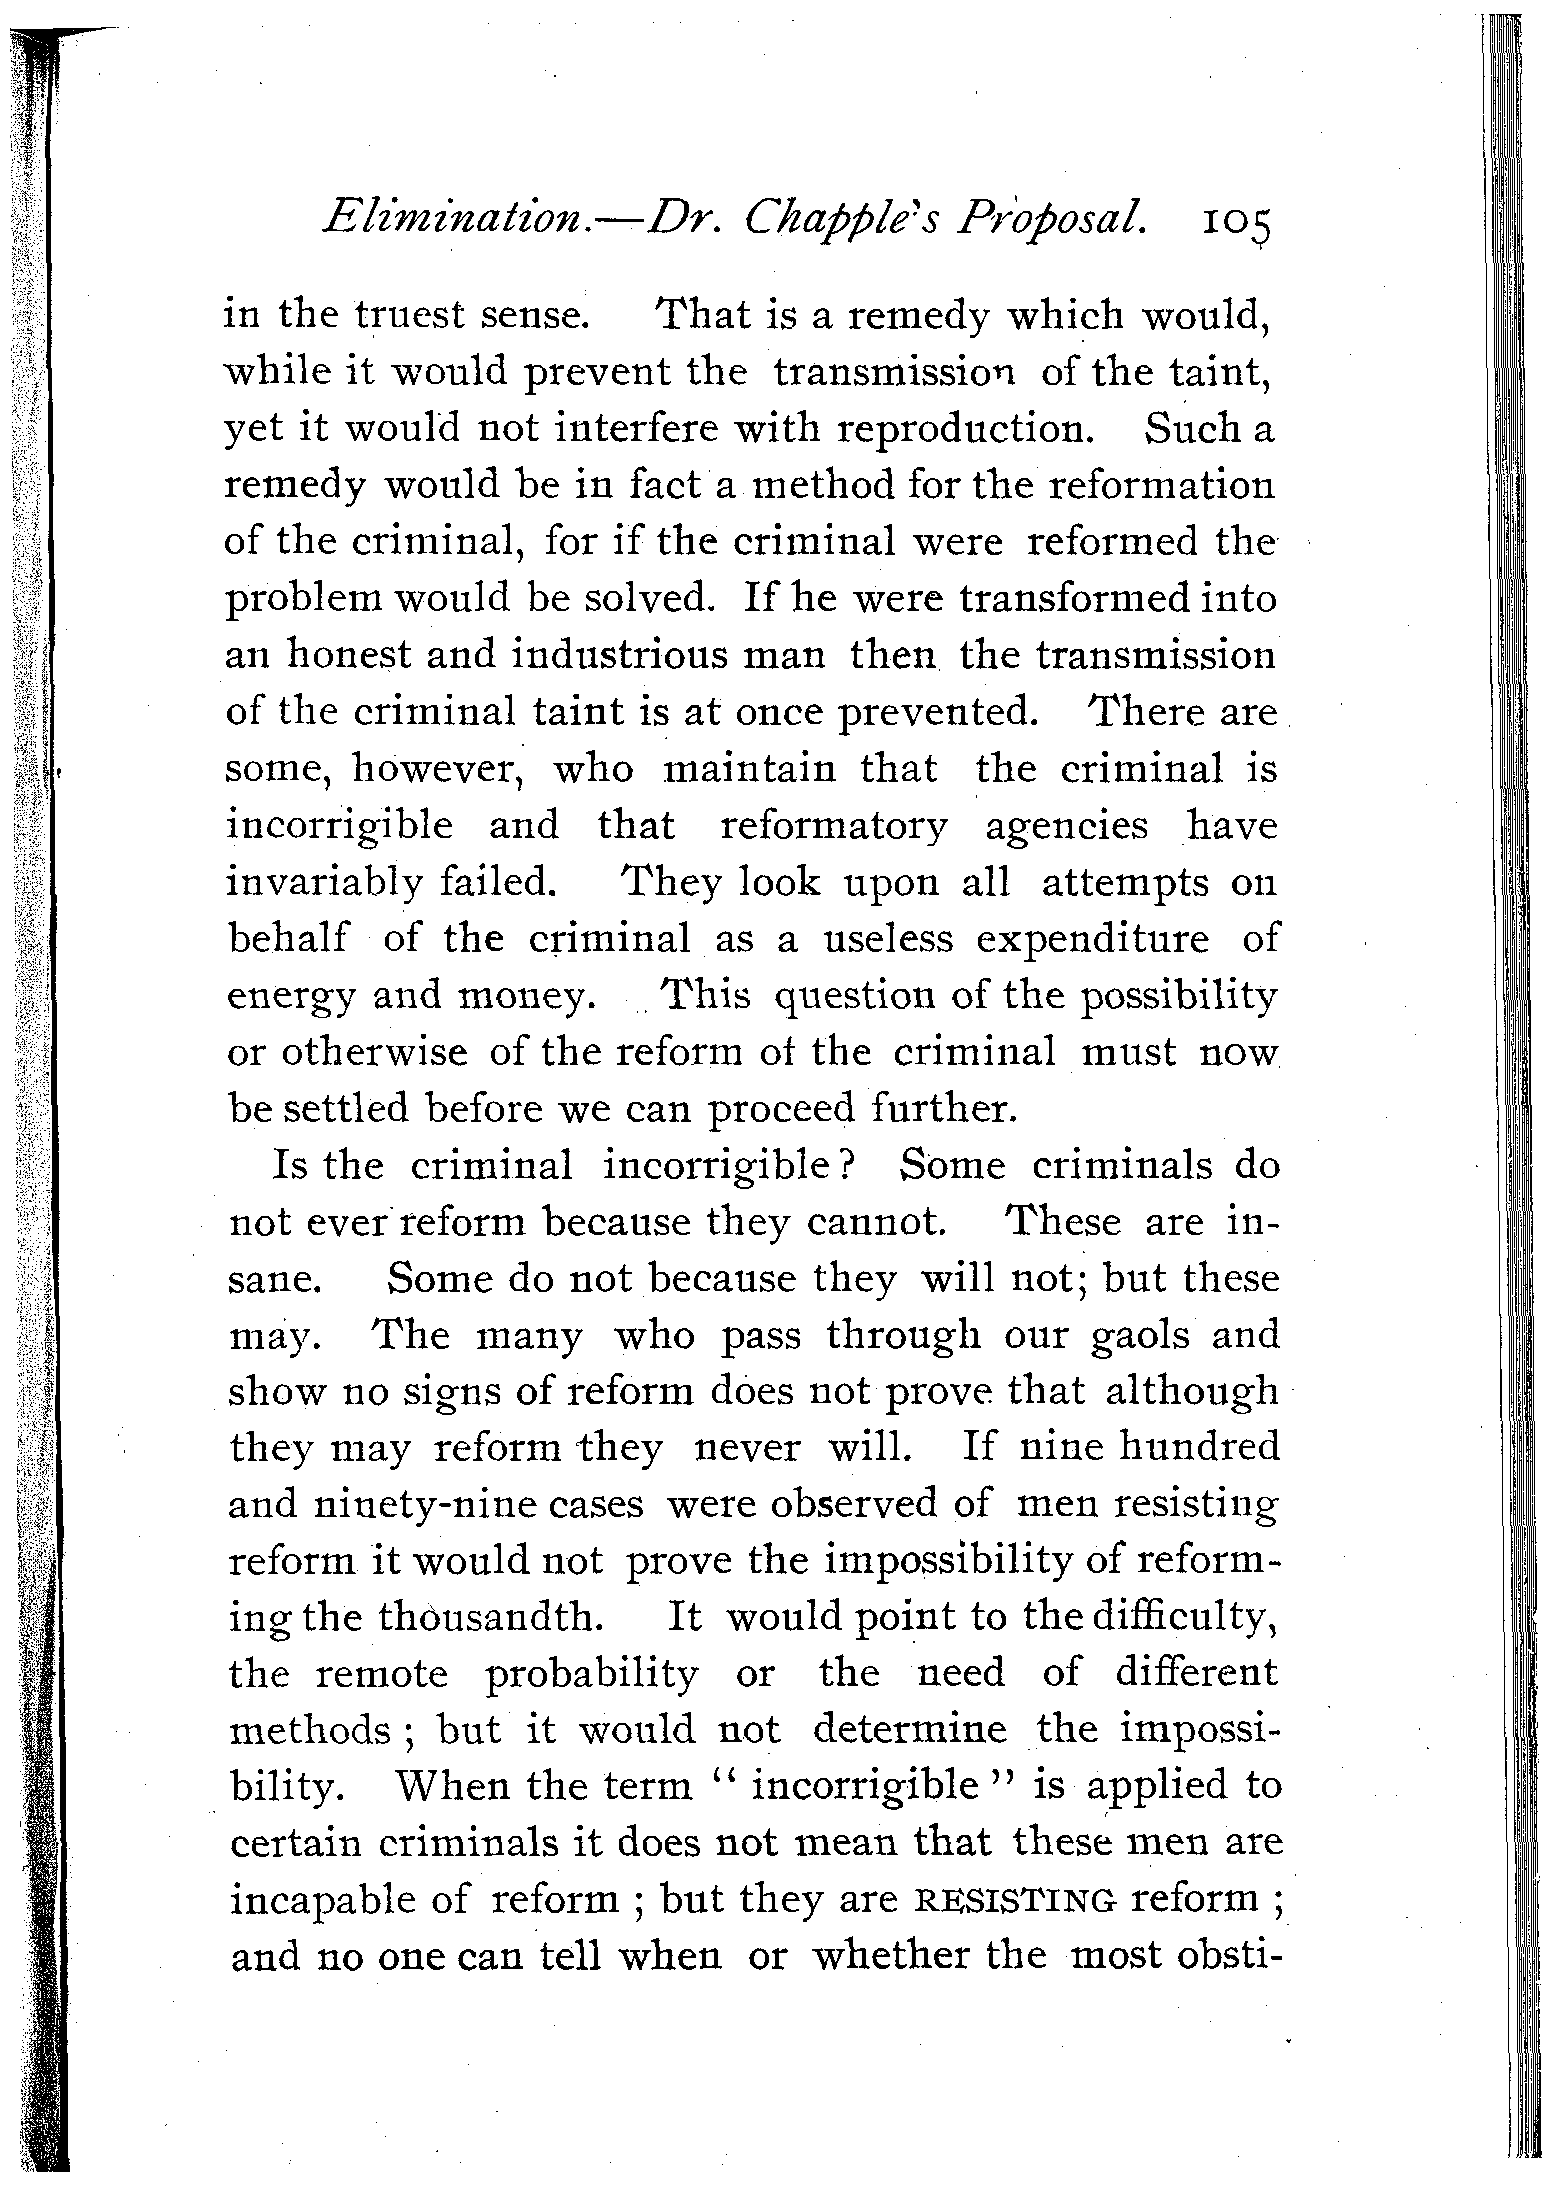 Elimination.—Dr. Chapple's Proposal. 105
in the truest sense. That is a remedy which would,
while it would prevent the transmission of the taint,
yet it would not interfere with reproduction. Such a
remedy would be in fact a method for the reformation
of the criminal, for if the criminal were reformed the
problem would be solved. If he were transformed into
an honest and industrious man then the transmission
of the criminal taint is at once prevented. There are
some, however, who maintain that the criminal is
incorrigible and that reformatory agencies have
invariably failed. They look upon all attempts on
behalf of the criminal as a useless expenditure of
energy and money. This question of the possibility
or otherwise of the reform of the criminal must now
be settled before we can proceed further.
Is the criminal incorrigible? Some criminals do
not ever reform because they cannot. These are in-
sane. Some do not because they will not; but these
may. The many who pass through our gaols and
show no signs of reform does not prove that although
they may reform they never will. If nine hundred
and ninety-nine cases were observed of men resisting
reform it would not prove the impossibility of reform-
ing the thousandth. It would point to the difficulty,
the remote probability or the need of different
methods ; but it would not determine the impossi-
bility. When the term " incorrigible " is applied to
certain criminals it does not mean that these men are
incapable of reform ; but they are RESISTING reform ;
and no one can tell when or whether the most obsti-